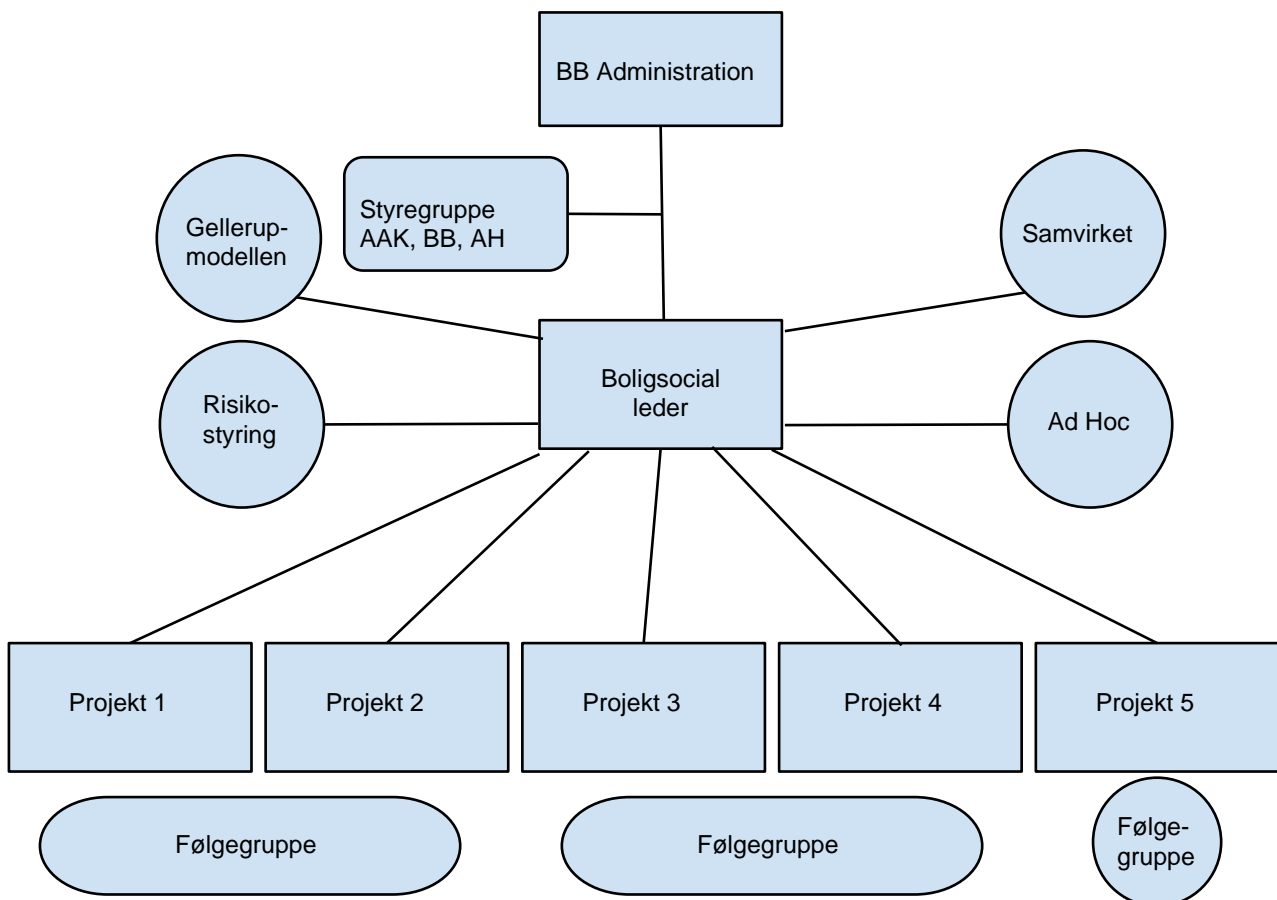 BB Administration
Styregruppe
AAK, BB, AH
Gellerup-
modellen
Samvirket
Boligsocial
leder
Risiko-
styring
Ad Hoc
Projekt 1
Projekt 2
Projekt 3
Projekt 4
Projekt 5
Følgegruppe
Følgegruppe
Følge-
gruppe